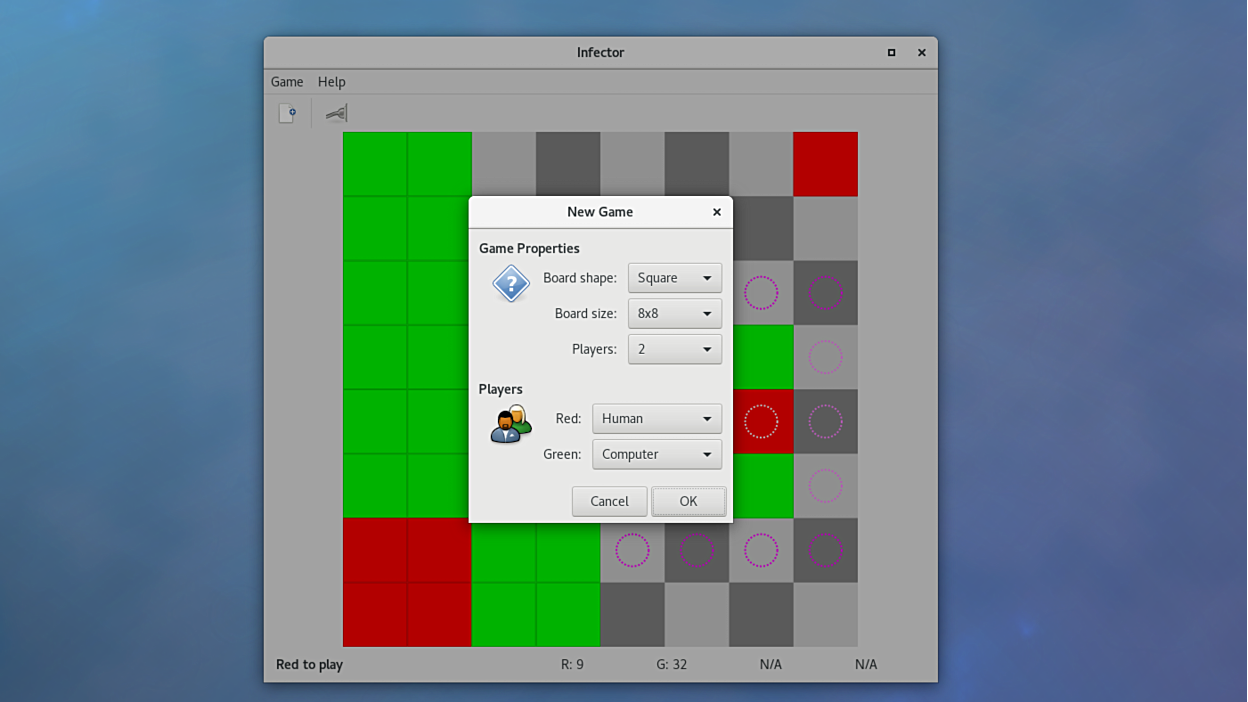 Infector
Game Help
New Game
Game Properties
Board shape: Square
Board size: 8x8
Players: 2
Players
Red: Human
Green: Computer
Cancel OK
Red to play R: 9 G: 32 N/A N/A